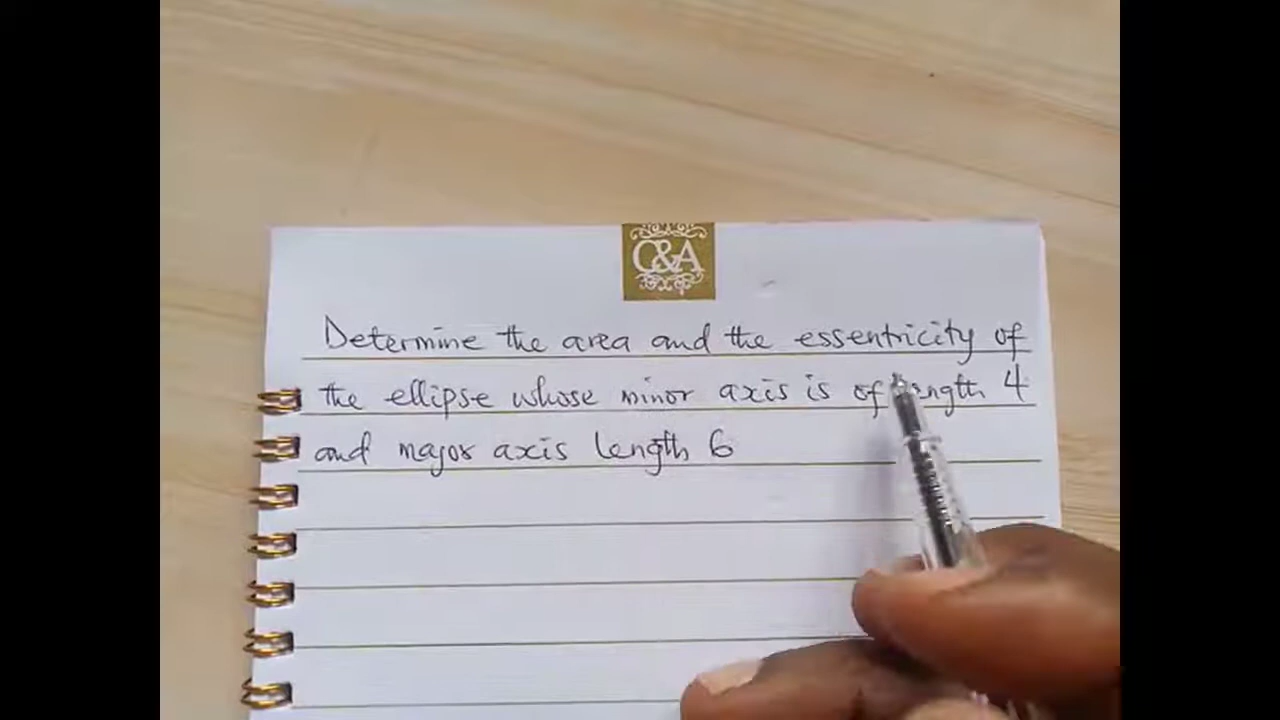 C&A
Determine the area and the essentricity of
the ellipse whose minor axis is of length 4
and major axis length 6